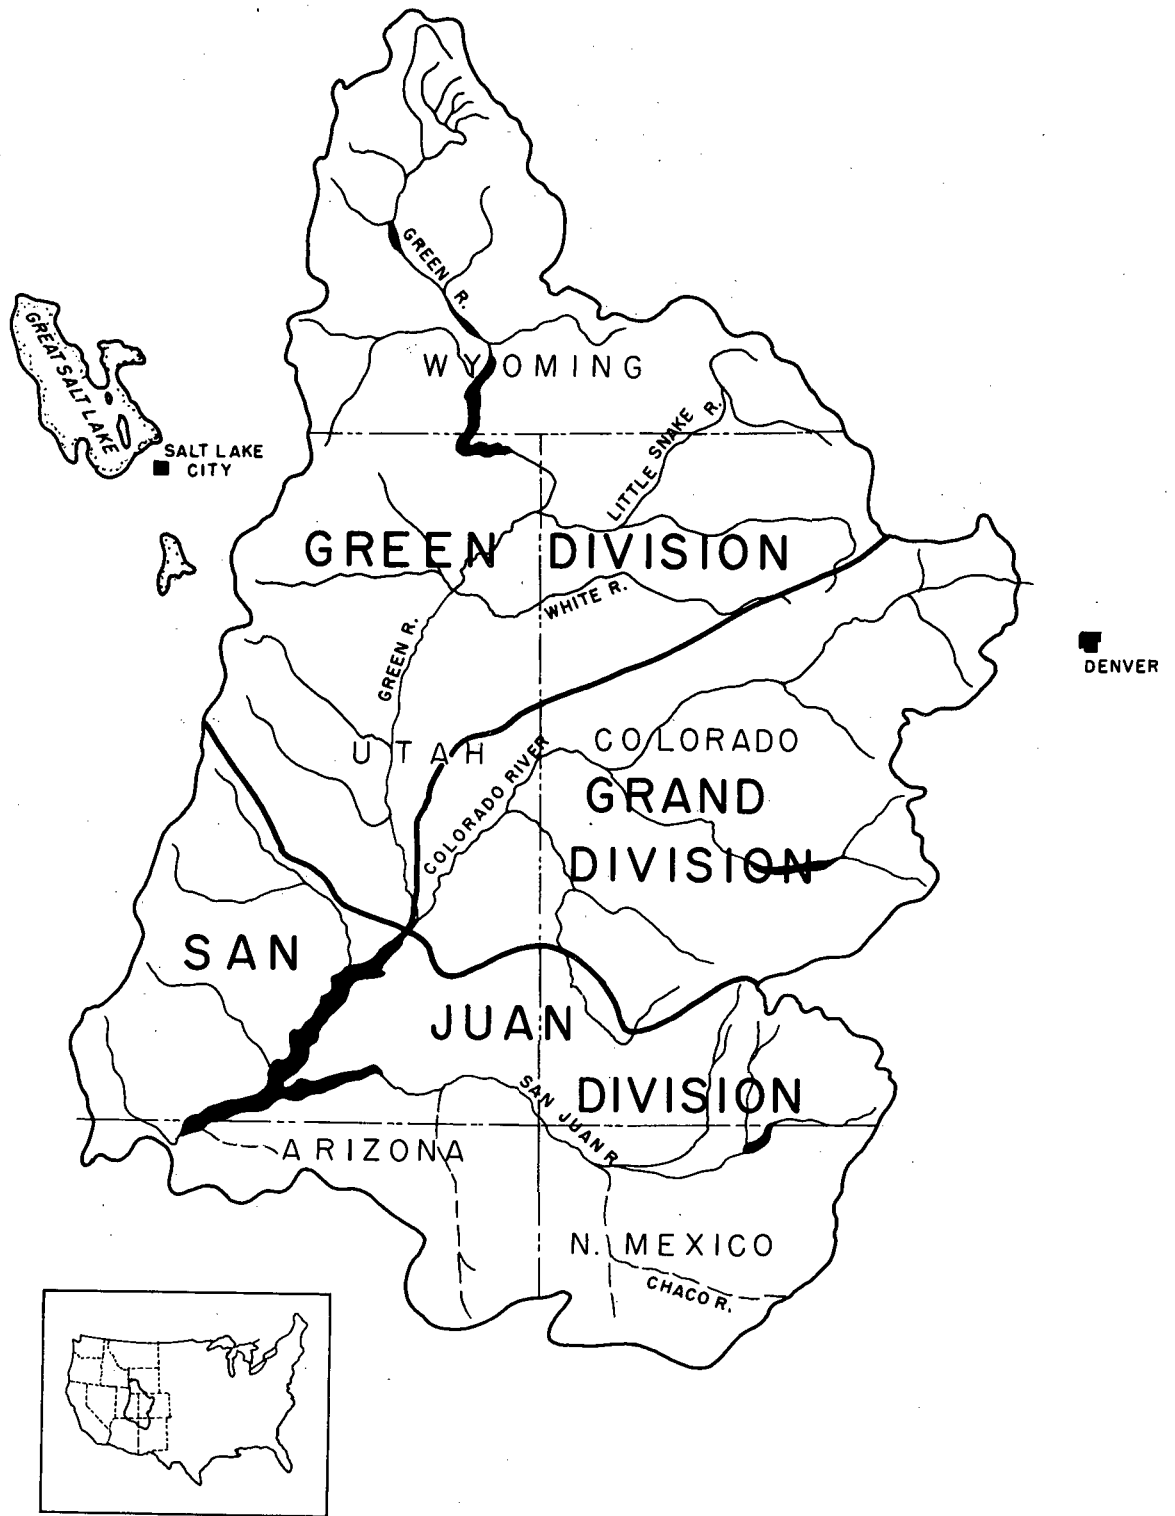 GREEN R.
GREAT SALT LAKE
WYOMING
LITTLE SNAKE R.
SALT LAKE
CITY
GREEN DIVISION
WHITE R.
GREEN R.
DENVER
UTAH
COLORADO RIVER
COLORADO
GRAND
DIVISION
SAN
JUAN
DIVISION
SAN JUAN R.
ARIZONA
N. MEXICO
CHACO R.